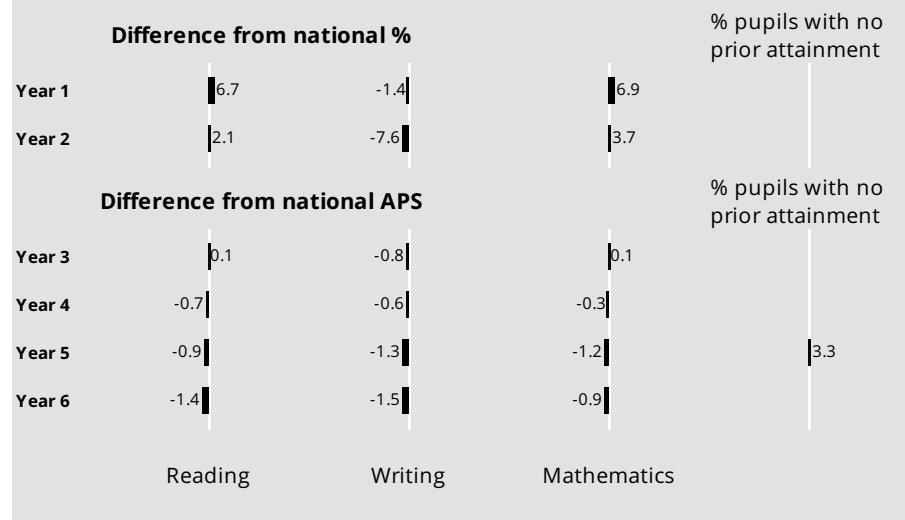 Difference from national %
% pupils with no
prior attainment
Year 1 6.7 -1.4 6.9
Year 2 2.1 -7.6 3.7
Difference from national APS
% pupils with no
prior attainment
Year 3 0.1 -0.8 0.1
Year 4 -0.7 -0.6 -0.3
Year 5 -0.9 -1.3 -1.2 3.3
Year 6 -1.4 -1.5 -0.9
Reading Writing Mathematics